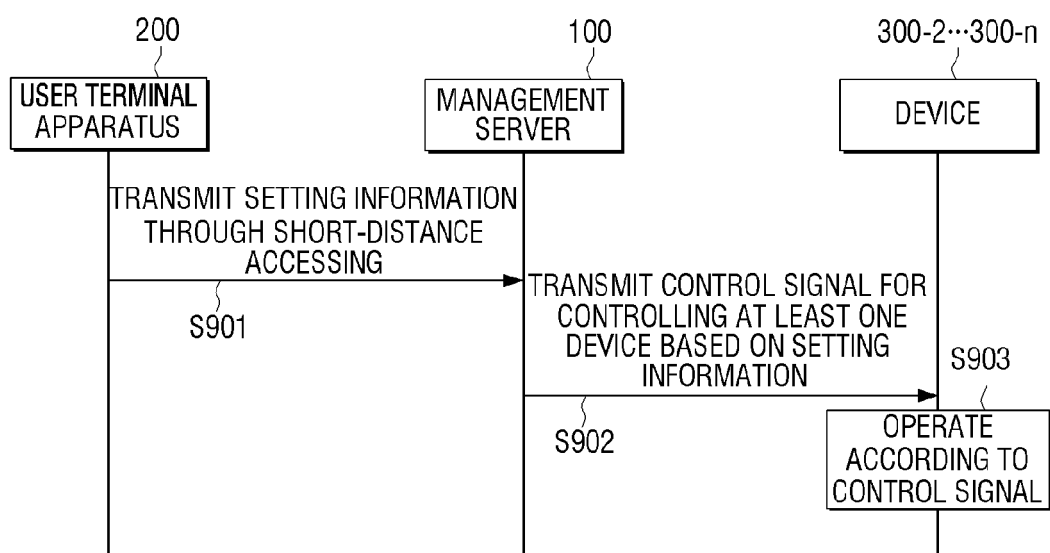 200
100
300-2···300-n
USER TERMINAL
APPARATUS
MANAGEMENT
SERVER
DEVICE
TRANSMIT SETTING INFORMATION
THROUGH SHORT-DISTANCE
ACCESSING
S901
TRANSMIT CONTROL SIGNAL FOR
CONTROLLING AT LEAST ONE
DEVICE BASED ON SETTING
INFORMATION
S902
S903
OPERATE
ACCORDING TO
CONTROL SIGNAL